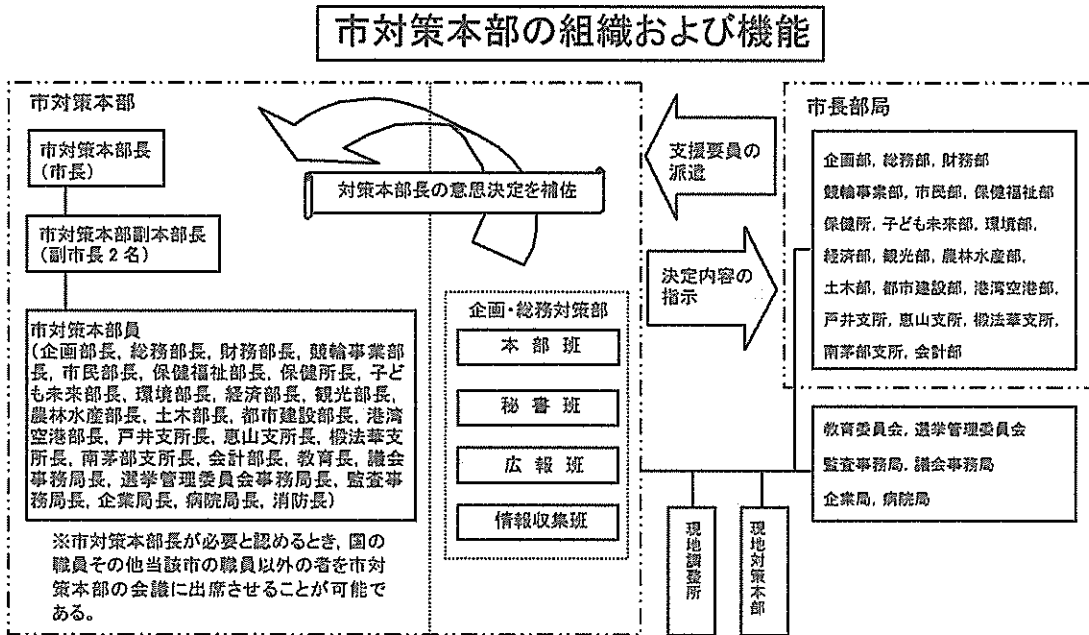 市対策本部の組織および機能
市対策本部
市対策本部長
(市長)
市対策本部副本部長
(副市長2名)
市対策本部員
(企画部長, 総務部長, 財務部長, 競輪事業部
長, 市民部長, 保健福祉部長, 保健所長, 子ど
も未来部長, 環境部長, 経済部長, 観光部長,
農林水産部長, 土木部長, 都市建設部長, 港湾
空港部長, 戸井支所長, 恵山支所長, 椴法華支
所長, 南茅部支所長, 会計部長, 教育長, 議会
事務局長, 選挙管理委員会事務局長, 監査事
務局長, 企業局長, 病院局長, 消防長)
※市対策本部長が必要と認めるとき, 国の
職員その他当該市の職員以外の者を市対
策本部の会議に出席させることが可能で
ある。
対策本部長の意思決定を補佐
企画・総務対策部
本部班
秘書班
広報班
情報収集班
支援要員の
派遣
決定内容の
指示
現地調整所
現地対策本部
市長部局
企画部, 総務部, 財務部
競輪事業部, 市民部, 保健福祉部
保健所, 子ども未来部, 環境部,
経済部, 観光部, 農林水産部,
土木部, 都市建設部, 港湾空港部,
戸井支所, 恵山支所, 椴法華支所,
南茅部支所, 会計部
教育委員会, 選挙管理委員会
監査事務局, 議会事務局
企業局, 病院局